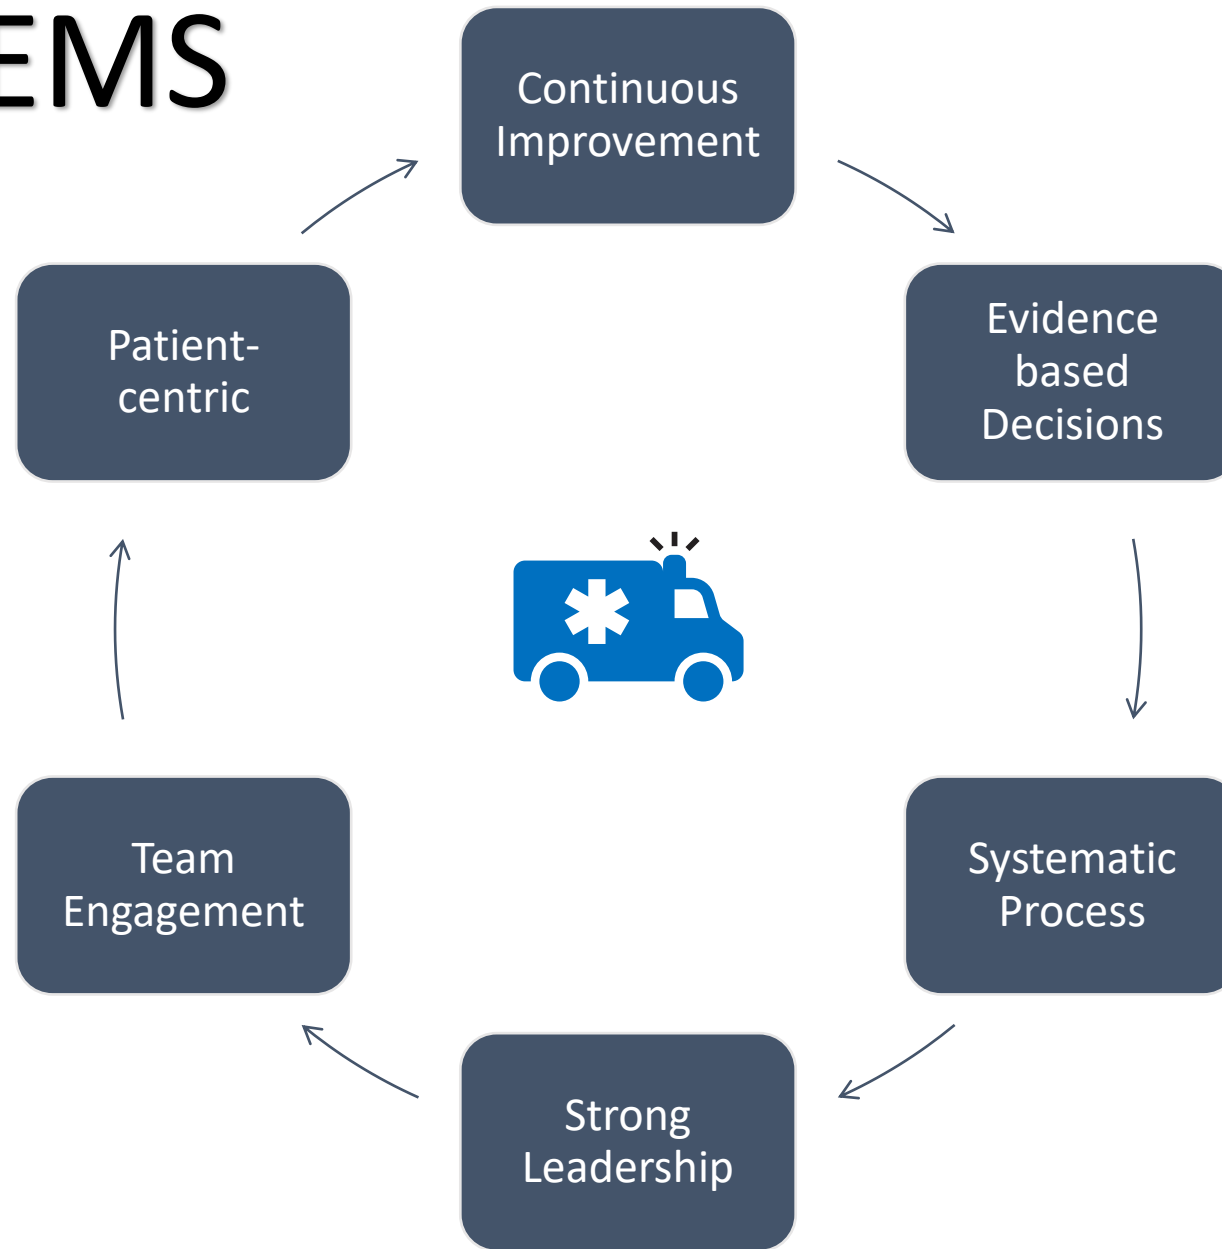 EMS
Continuous
Improvement
Evidence
based
Decisions
Systematic
Process
Strong
Leadership
Team
Engagement
Patient-
centric